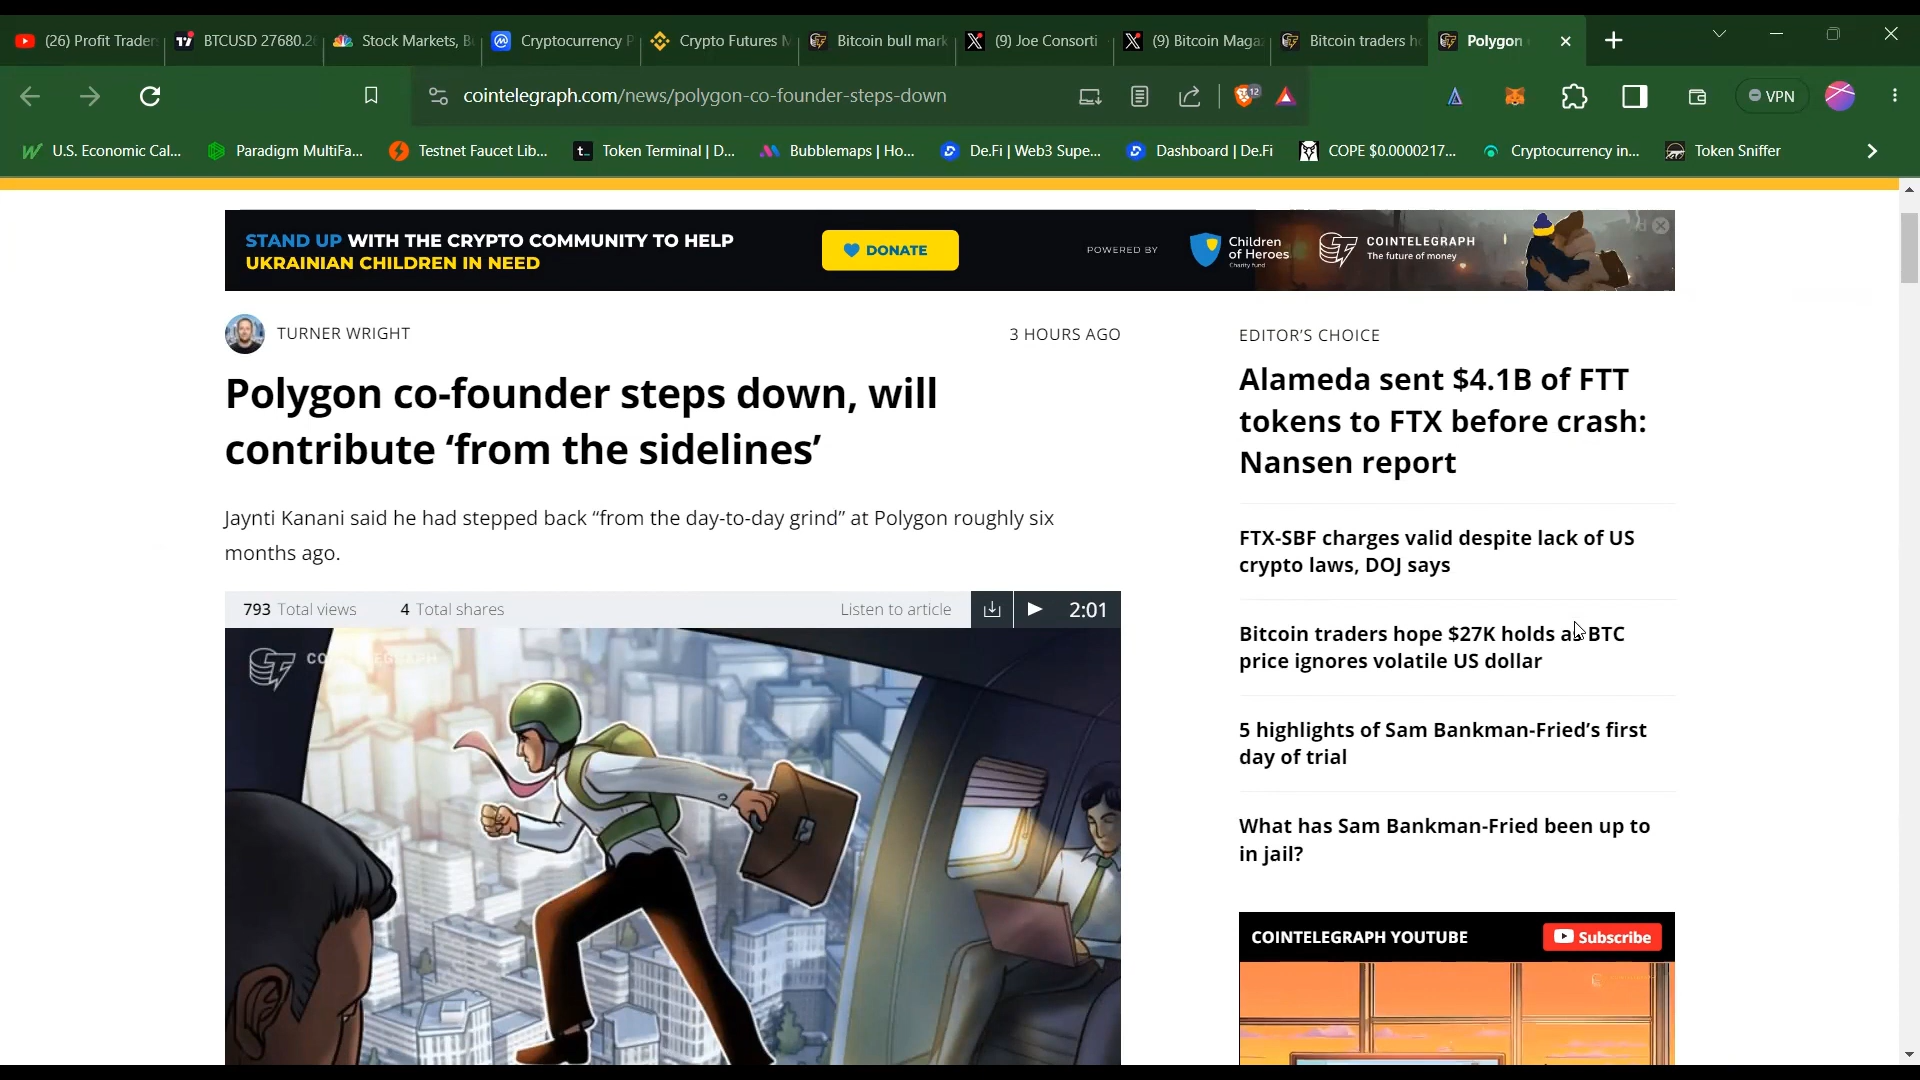 (26) Profit Trader
BTCUSD 27680.2
Stock Markets, B
Cryptocurrency P
Crypto Futures M
Bitcoin bull mark
(9) Joe Consorti
(9) Bitcoin Maga
Bitcoin traders h
Polygon
cointelegraph.com/news/polygon-co-founder-steps-down
12
VPN
U.S. Economic Cal...
Paradigm MultiFa...
Testnet Faucet Lib...
Token Terminal | D...
Bubblemaps | Ho...
De.Fi | Web3 Supe...
Dashboard | De.Fi
COPE $0.0000217...
Cryptocurrency in...
Token Sniffer
STAND UP WITH THE CRYPTO COMMUNITY TO HELP
UKRAINIAN CHILDREN IN NEED
DONATE
POWERED BY
Children
of Heroes
Charity fund
COINTELEGRAPH
The future of money
TURNER WRIGHT
3 HOURS AGO
Polygon co-founder steps down, will
contribute ‘from the sidelines’
Jaynti Kanani said he had stepped back “from the day-to-day grind” at Polygon roughly six
months ago.
793 Total views
4 Total shares
Listen to article
2:01
EDITOR’S CHOICE
Alameda sent $4.1B of FTT
tokens to FTX before crash:
Nansen report
FTX-SBF charges valid despite lack of US
crypto laws, DOJ says
Bitcoin traders hope $27K holds as BTC
price ignores volatile US dollar
5 highlights of Sam Bankman-Fried’s first
day of trial
What has Sam Bankman-Fried been up to
in jail?
COINTELEGRAPH YOUTUBE
Subscribe